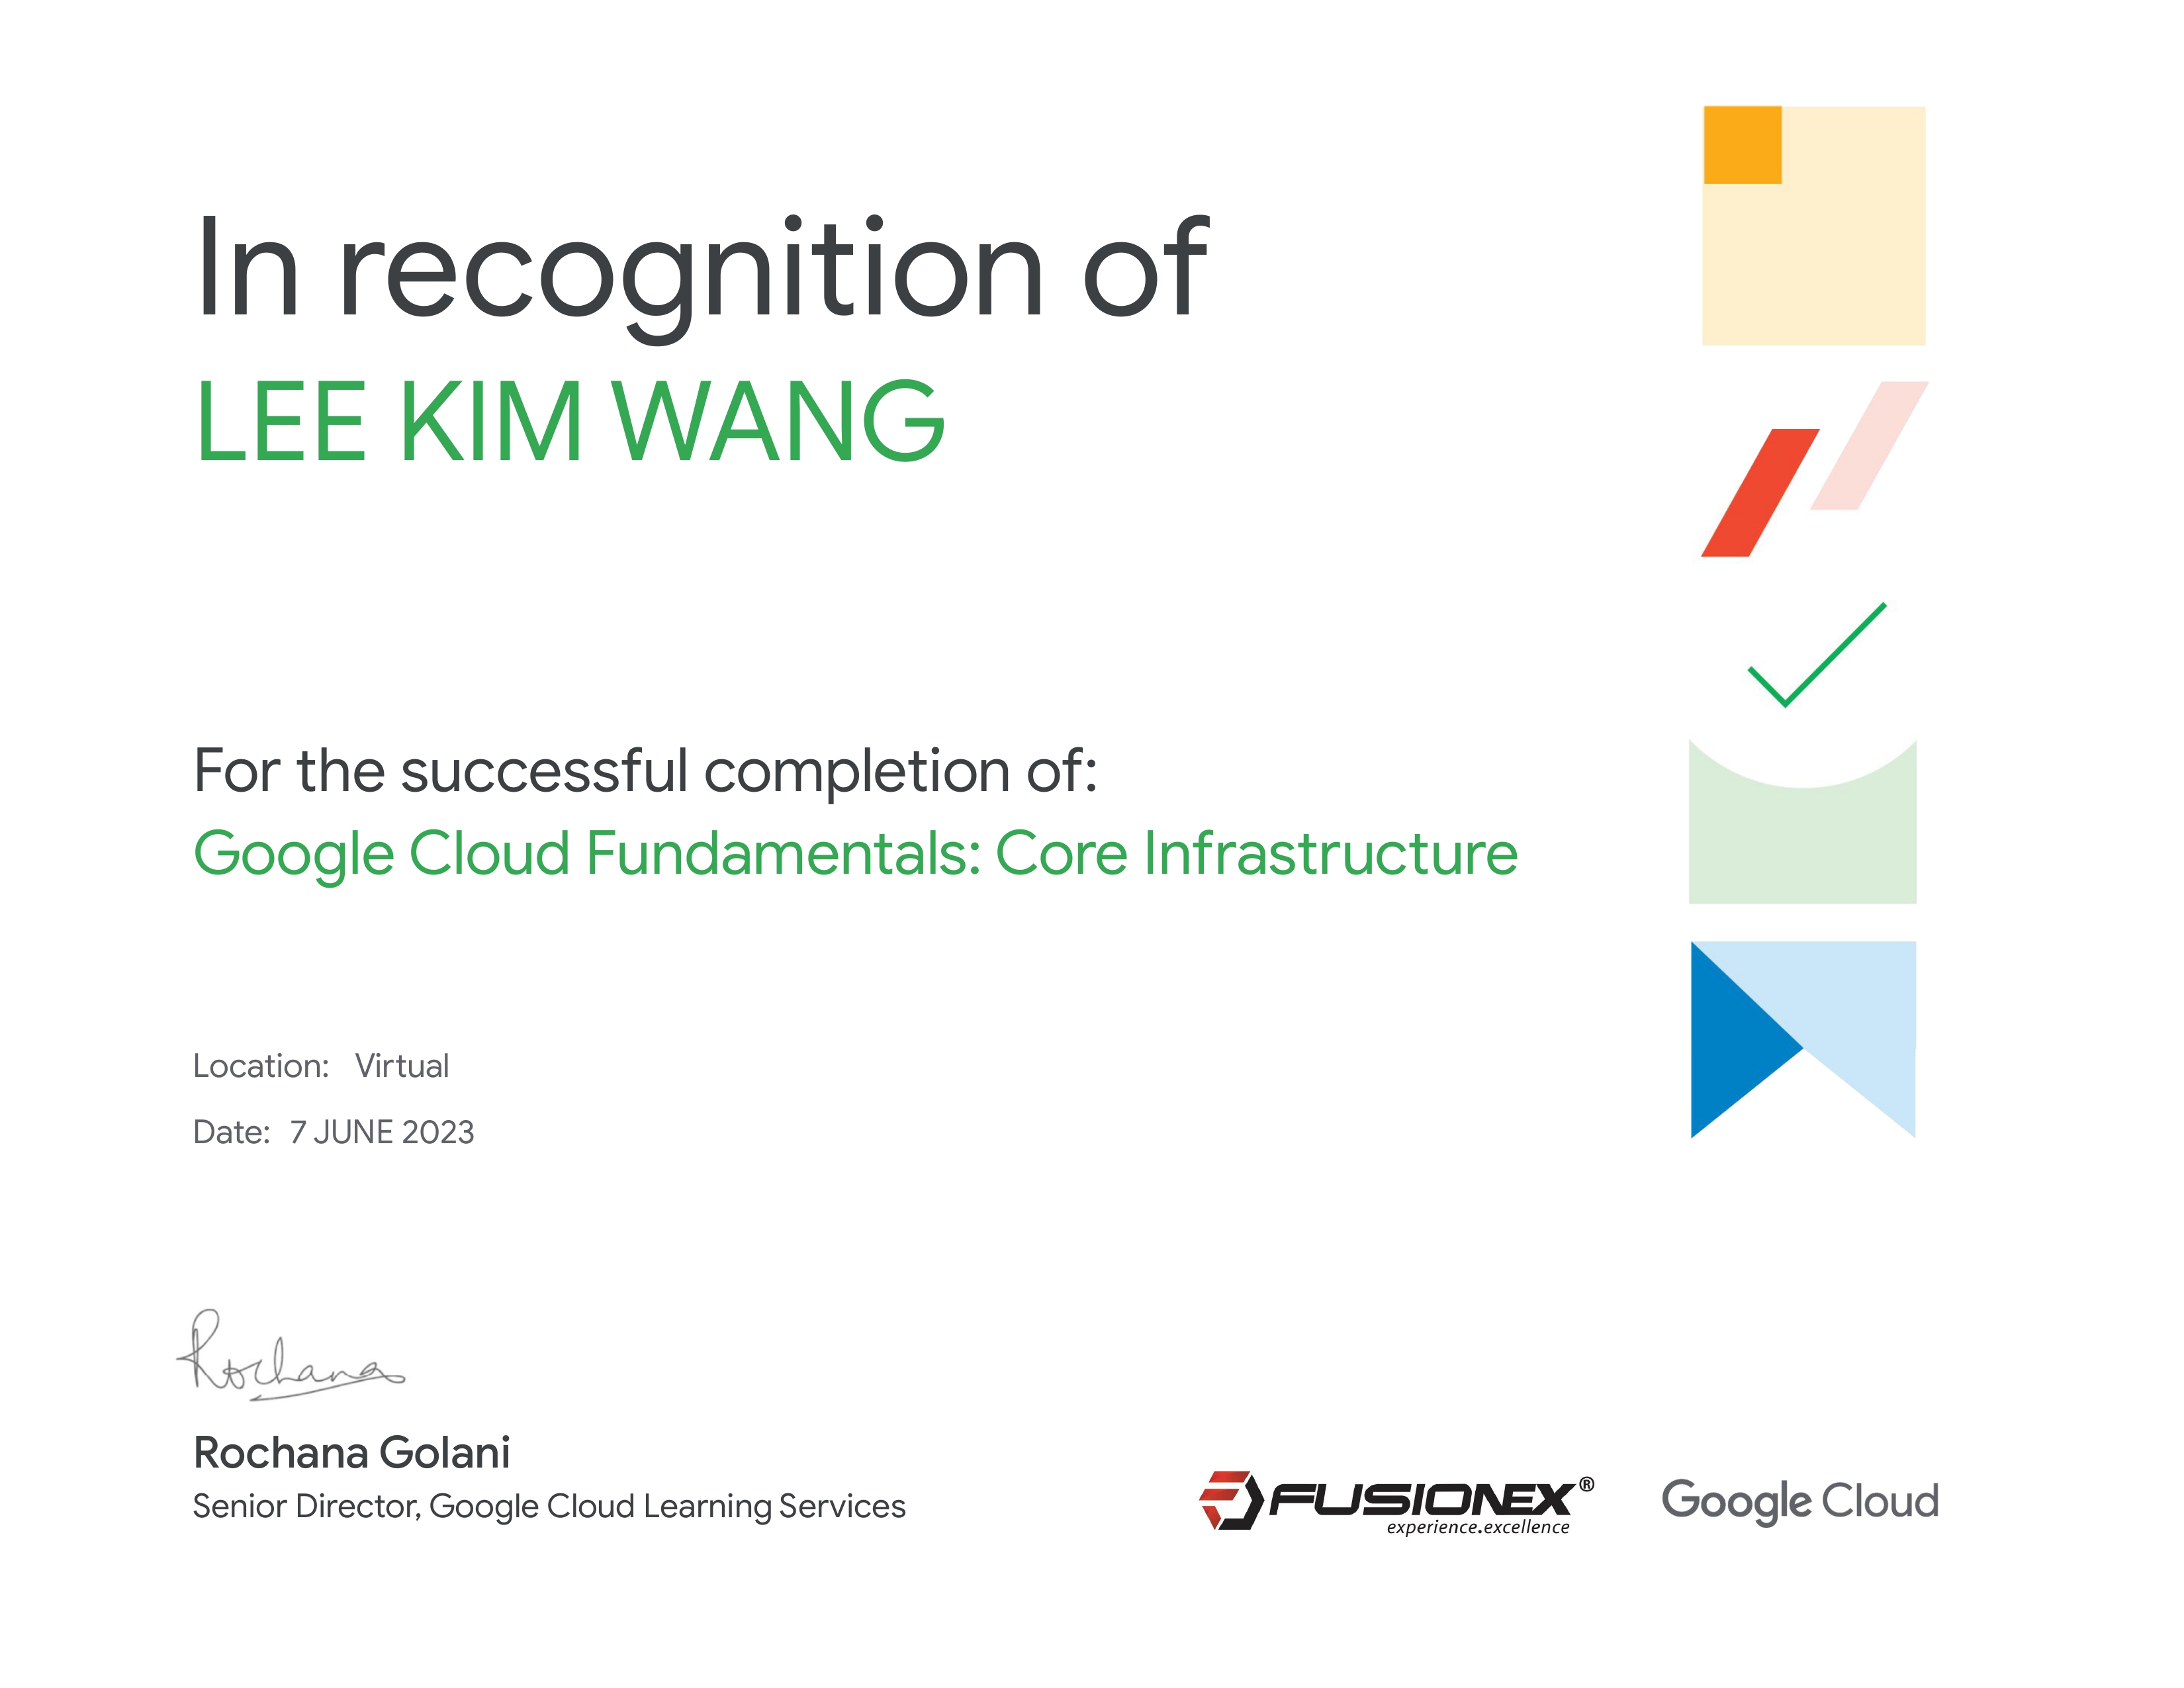 In recognition of
LEE KIM WANG
For the successful completion of:
Google Cloud Fundamentals: Core Infrastructure
Location: Virtual
Date: 7 JUNE 2023
Rochana
Rochana Golani
Senior Director, Google Cloud Learning Services
FUSIONEX®
experience.excellence
Google Cloud